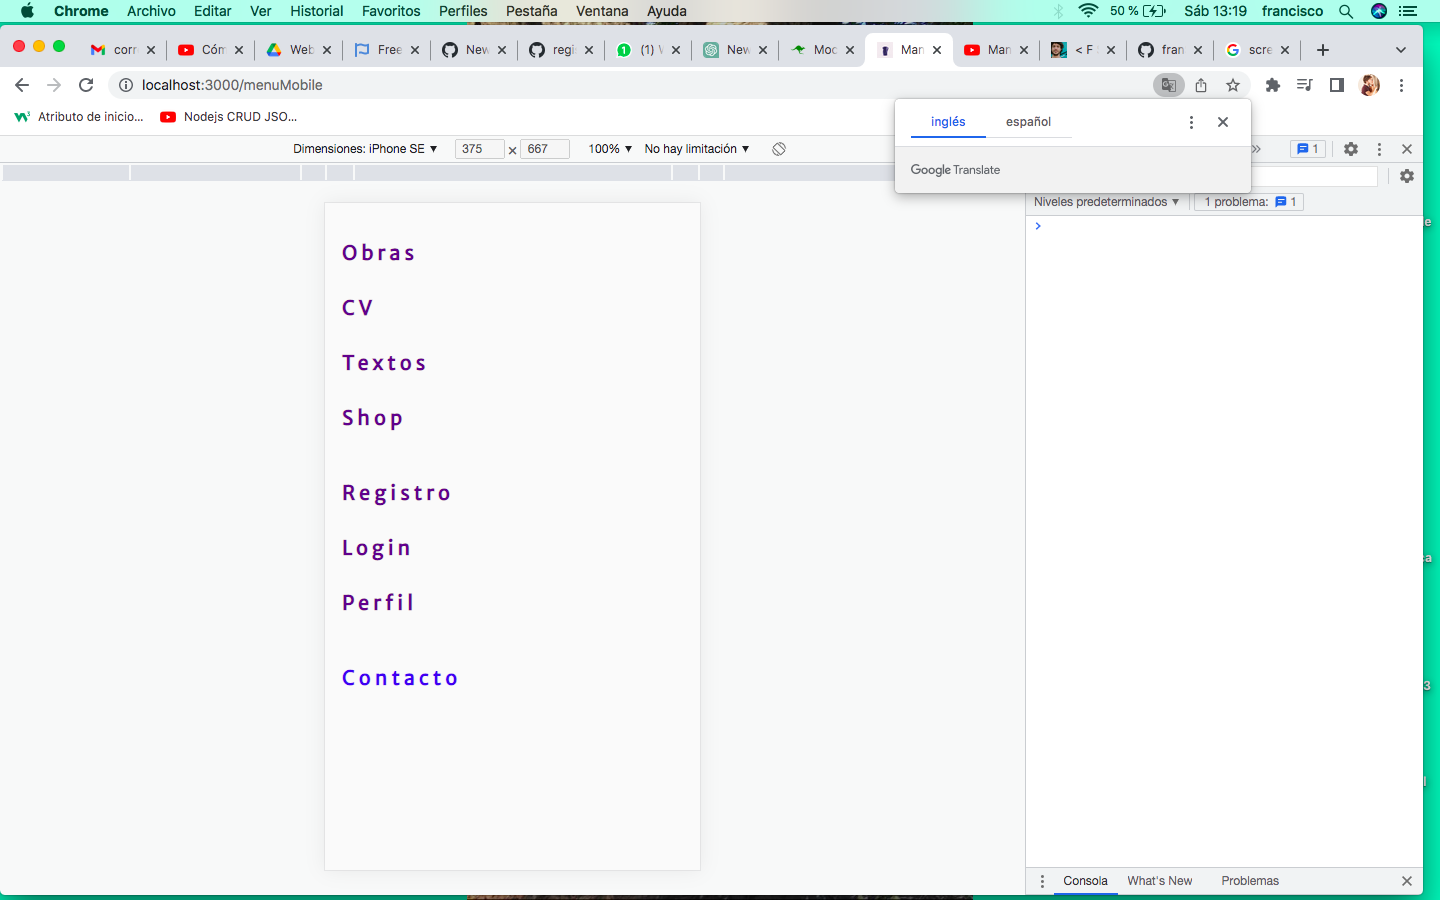 Chrome Archivo Editar Ver Historial Favoritos Perfiles Pestaña Ventana Ayuda 50 % Sáb 13:19 francisco
corr Cóm Web Free New regi 1 (1) W New Moc Man Man < F fran scre
localhost:3000/menuMobile
Atributo de inicio... Nodejs CRUD JSO...
inglés español
Dimensiones: iPhone SE 375 × 667 100% No hay limitación 1
Google Translate
Niveles predeterminados 1 problema: 1
Obras
CV
Textos
Shop
Registro
Login
Perfil
Contacto
Consola What's New Problemas